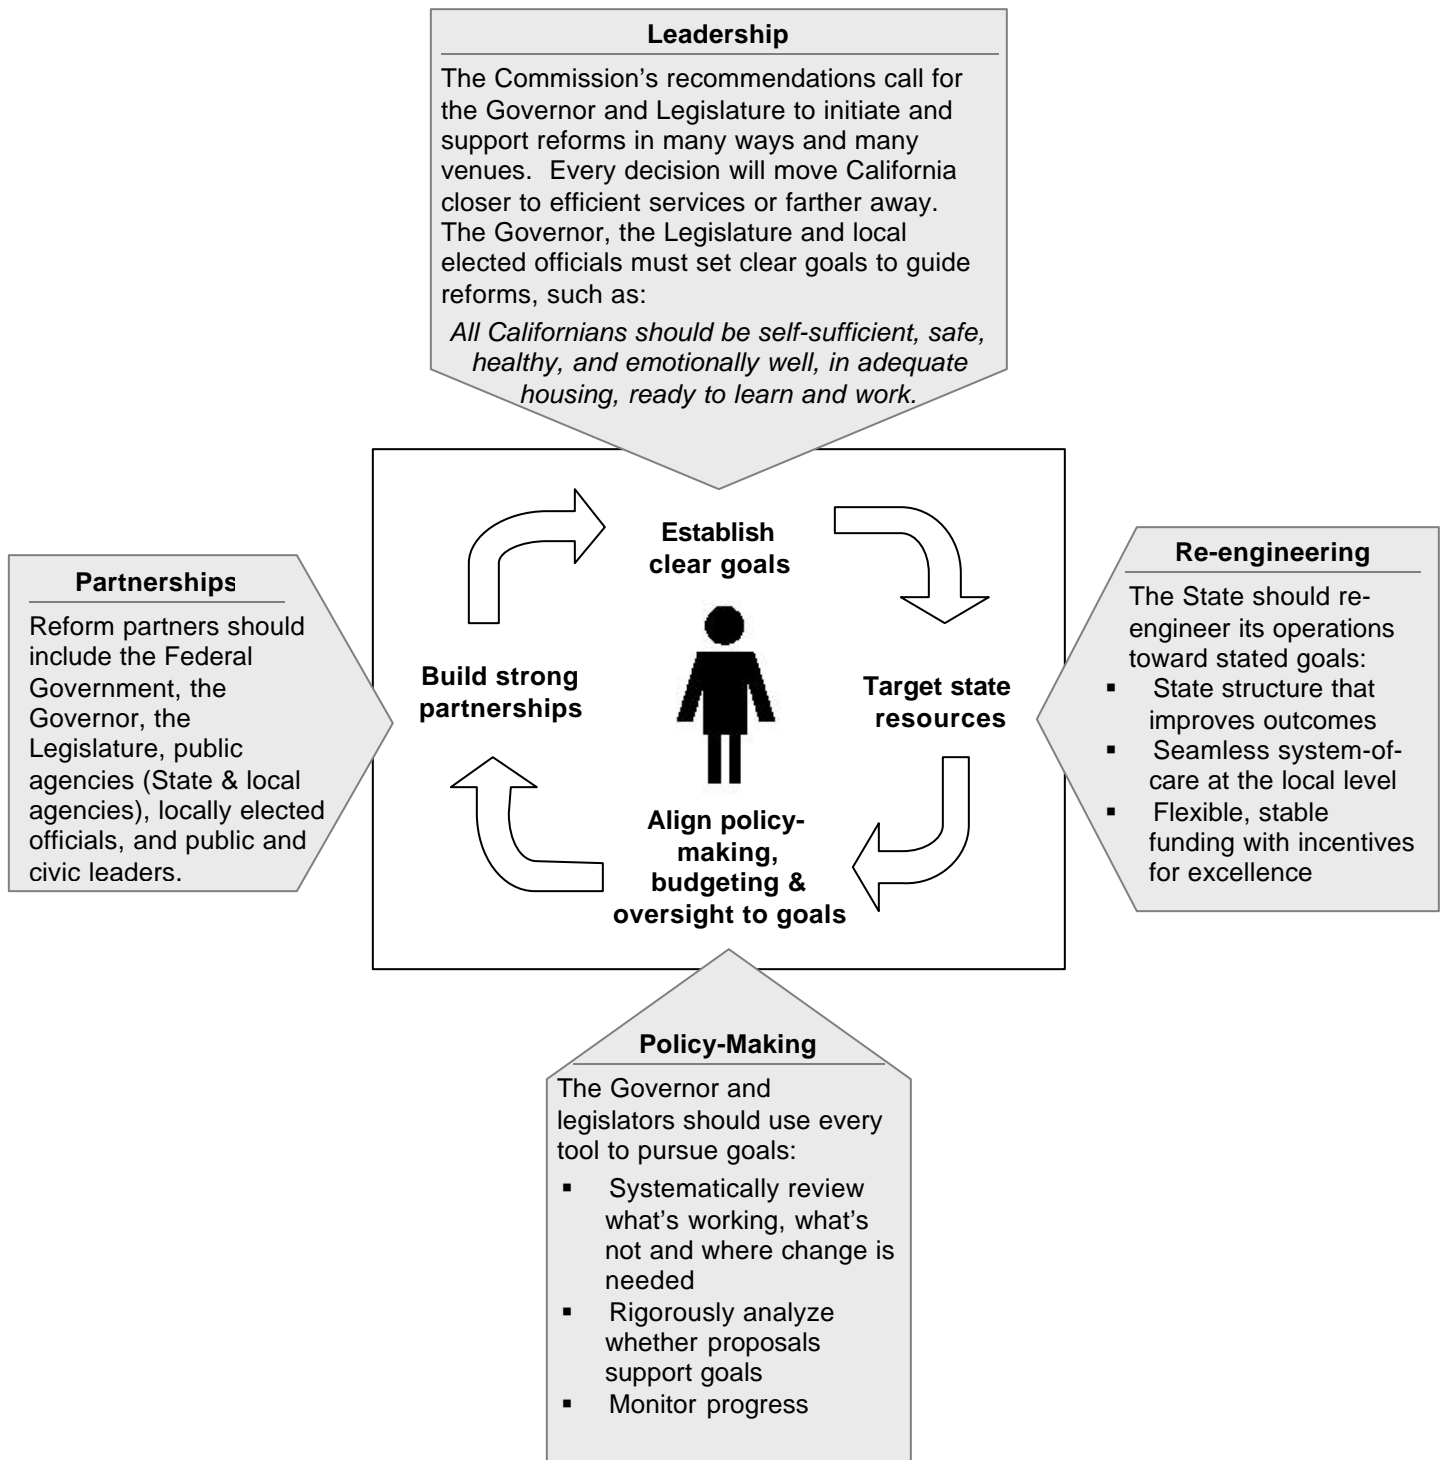 Leadership
The Commission’s recommendations call for
the Governor and Legislature to initiate and
support reforms in many ways and many
venues.  Every decision will move California
closer to efficient services or farther away.
The Governor, the Legislature and local
elected officials must set clear goals to guide
reforms, such as:
All Californians should be self-sufficient, safe,
healthy, and emotionally well, in adequate
housing, ready to learn and work.
Establish
clear goals
Target state
resources
Align policy-
making,
budgeting &
oversight to goals
Build strong
partnerships
Re-engineering
The State should re-
engineer its operations
toward stated goals:
▪ State structure that
improves outcomes
▪ Seamless system-of-
care at the local level
▪ Flexible, stable
funding with incentives
for excellence
Policy-Making
The Governor and
legislators should use every
tool to pursue goals:
▪ Systematically review
what’s working, what’s
not and where change is
needed
▪ Rigorously analyze
whether proposals
support goals
▪ Monitor progress
Partnerships
Reform partners should
include the Federal
Government, the
Governor, the
Legislature, public
agencies (State & local
agencies), locally elected
officials, and public and
civic leaders.